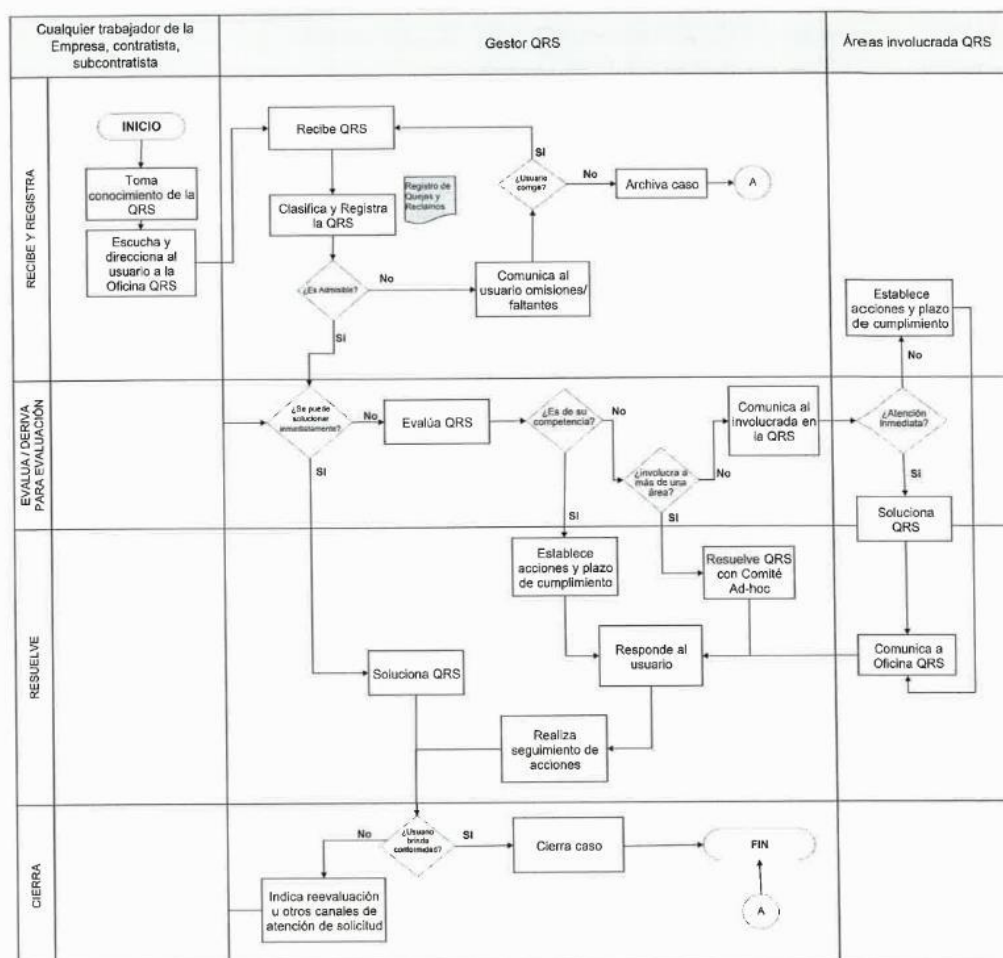 Cualquier trabajador de la
Empresa, contratista,
subcontratista
Gestor QRS
Áreas involucrada QRS
RECIBE Y REGISTRA
INICIO
Toma
conocimiento de la
QRS
Escucha y
direcciona al
usuario a la
Oficina QRS
Recibe QRS
Clasifica y Registra
la QRS
Registro de
Quejas y
Reclamos
¿Es Admisible?
No
SI
Comunica al
usuario omisiones/
faltantes
¿Usuario
corrige?
SI
No
Archiva caso
A
Establece
acciones y plazo
de cumplimiento
No
EVALUA / DERIVA
PARA EVALUACIÓN
¿Se puede
solucionar
inmediatamente?
No
SI
Evalúa QRS
¿Es de su
competencia?
No
SI
¿involucra a
más de una
área?
No
SI
Comunica al
involucrada en
la QRS
¿Atención
Inmediata?
SI
Soluciona
QRS
RESUELVE
Establece
acciones y plazo
de cumplimiento
Resuelve QRS
con Comité
Ad-hoc
Responde al
usuario
Comunica a
Oficina QRS
Soluciona QRS
Realiza
seguimiento de
acciones
CIERRA
¿Usuario
brinda
conformidad?
No
SI
Cierra caso
FIN
A
Indica reevaluación
u otros canales de
atención de solicitud